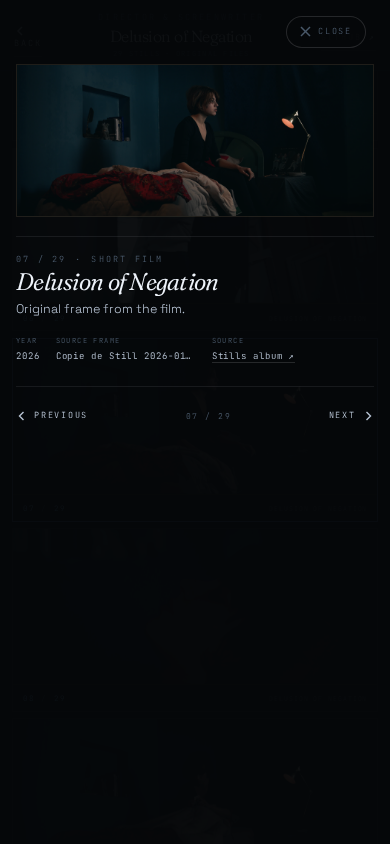 Delusion of Negation
CLOSE
07 / 29 · SHORT FILM
Delusion of Negation
Original frame from the film.
YEAR SOURCE FRAME SOURCE
2026 Copie de Still 2026-01… Stills album ↗
PREVIOUS 07 / 29 NEXT